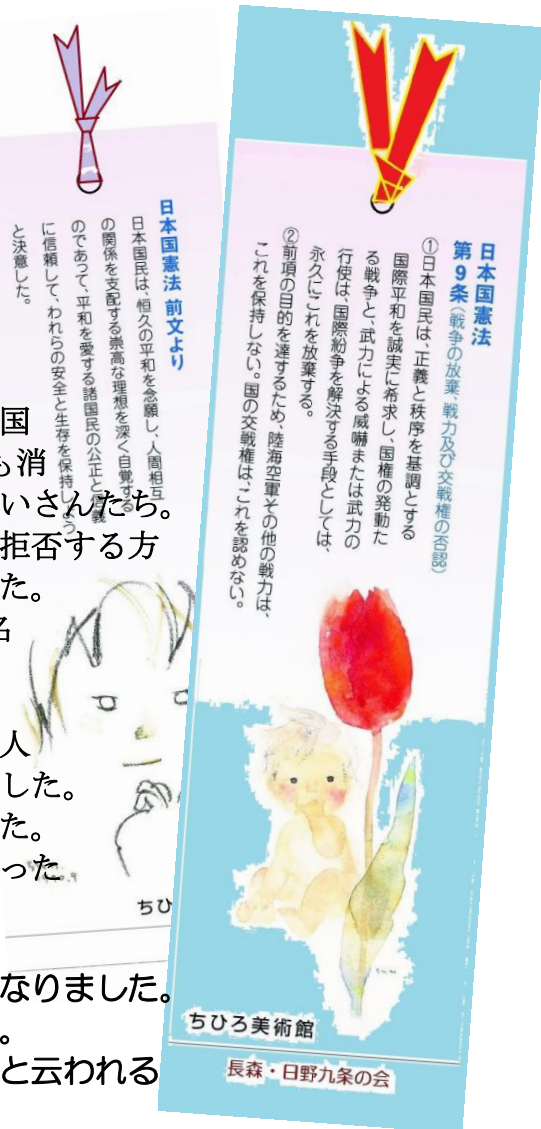 日本国憲法
第9条(戦争の放棄、戦力及び交戦権の否認)
①日本国民は、正義と秩序を基調とする
国際平和を誠実に希求し、国権の発動た
る戦争と、武力による威嚇または武力の
行使は、国際紛争を解決する手段としては、
永久にこれを放棄する。
②前項の目的を達するため、陸海空軍その他の戦力は、
これを保持しない。国の交戦権は、これを認めない。
ちひろ美術館
長森・日野九条の会
日本国憲法 前文より
日本国民は、恒久の平和を念願し、人間相互
の関係を支配する崇高な理想を深く自覚する
のであって、平和を愛する諸国民の公正と信義
に信頼して、われらの安全と生存を保持しよう
と決意した。
ちひ
国
も消
いさんたち。
拒否する方
た。
名
人
した。
た。
った
なりました。
。
と云われる